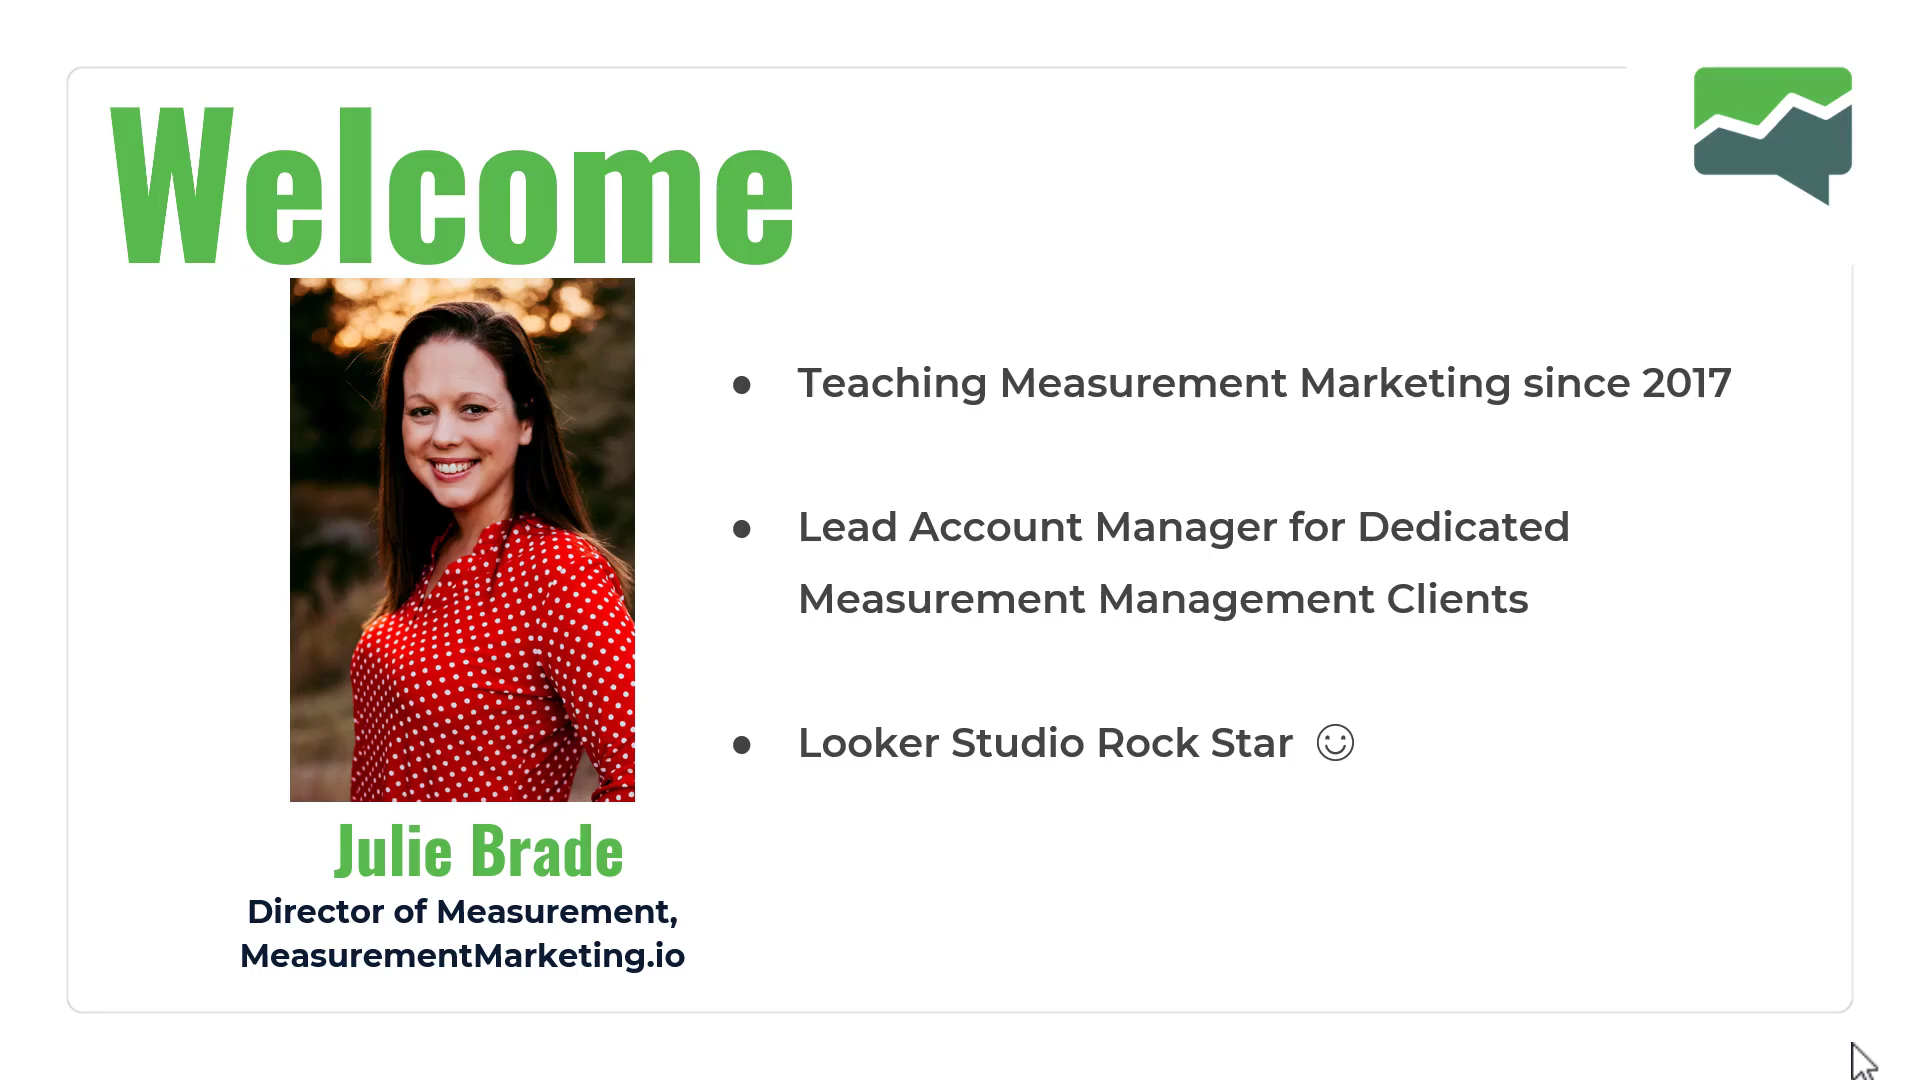 Welcome
● Teaching Measurement Marketing since 2017
● Lead Account Manager for Dedicated
Measurement Management Clients
● Looker Studio Rock Star ☺
Julie Brade
Director of Measurement,
MeasurementMarketing.io